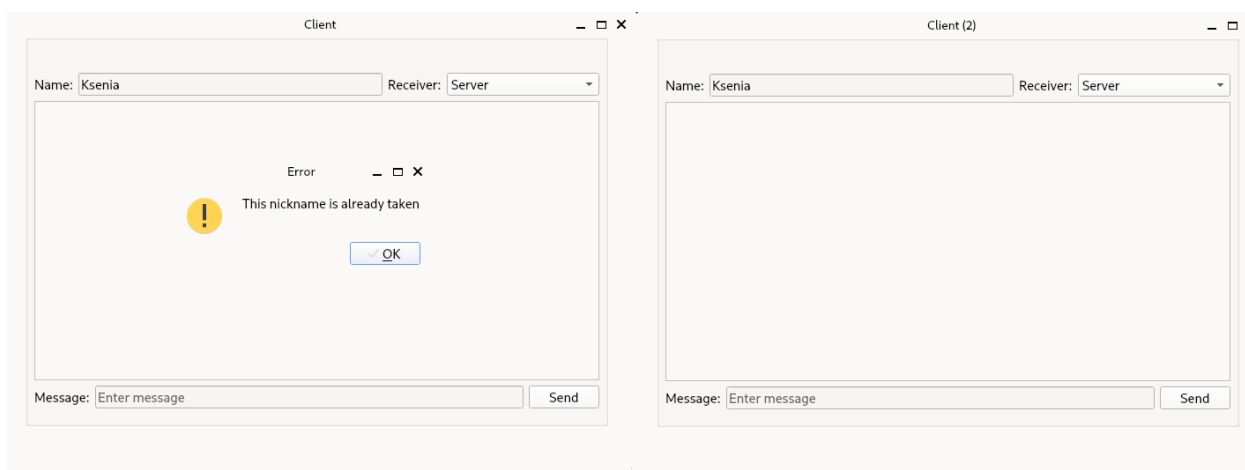 Client
Name: Ksenia Receiver: Server
Error
This nickname is already taken
OK
Message: Enter message Send
Client (2)
Name: Ksenia Receiver: Server
Message: Enter message Send